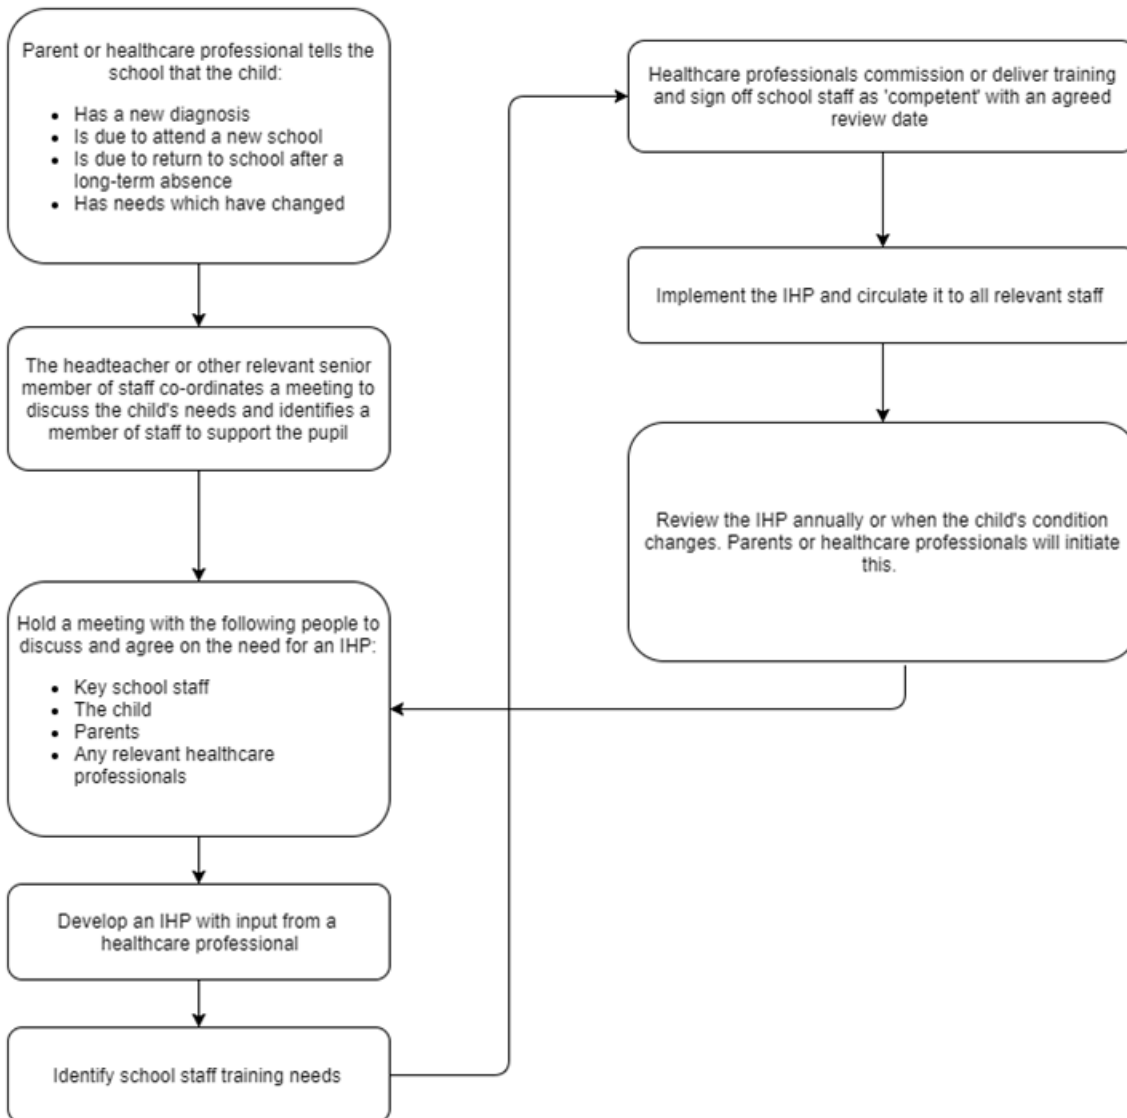 Parent or healthcare professional tells the
school that the child:
• Has a new diagnosis
• Is due to attend a new school
• Is due to return to school after a
long-term absence
• Has needs which have changed
The headteacher or other relevant senior
member of staff co-ordinates a meeting to
discuss the child's needs and identifies a
member of staff to support the pupil
Hold a meeting with the following people to
discuss and agree on the need for an IHP:
• Key school staff
• The child
• Parents
• Any relevant healthcare
professionals
Develop an IHP with input from a
healthcare professional
Identify school staff training needs
Healthcare professionals commission or deliver training
and sign off school staff as 'competent' with an agreed
review date
Implement the IHP and circulate it to all relevant staff
Review the IHP annually or when the child's condition
changes. Parents or healthcare professionals will initiate
this.